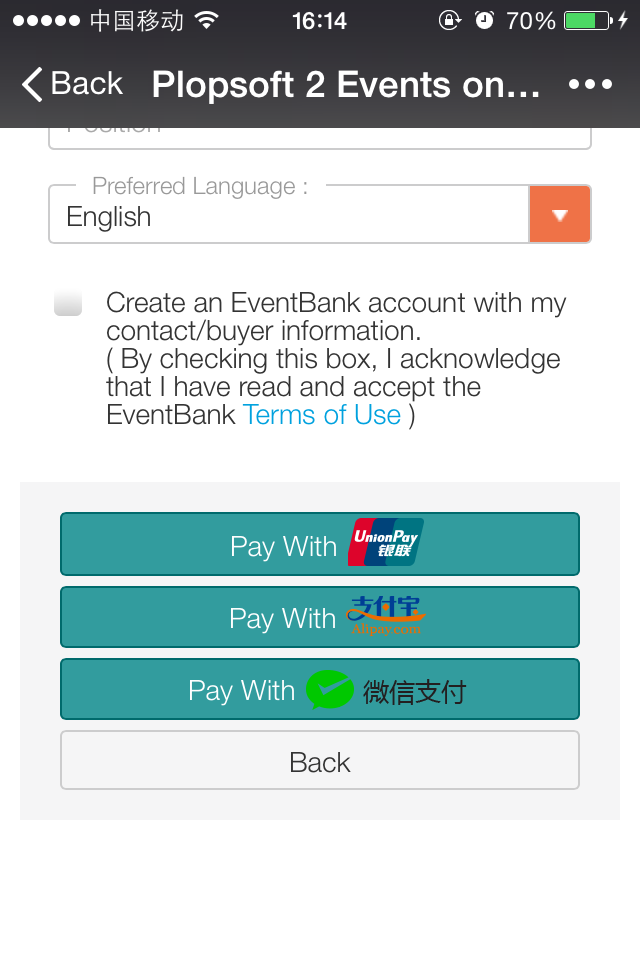 中国移动 16:14 70%
Back Plopsoft 2 Events on...
Position
Preferred Language :
English
Create an EventBank account with my
contact/buyer information.
( By checking this box, I acknowledge
that I have read and accept the
EventBank Terms of Use )
Pay With UnionPay 银联
Pay With 支付宝 Alipay.com
Pay With 微信支付
Back